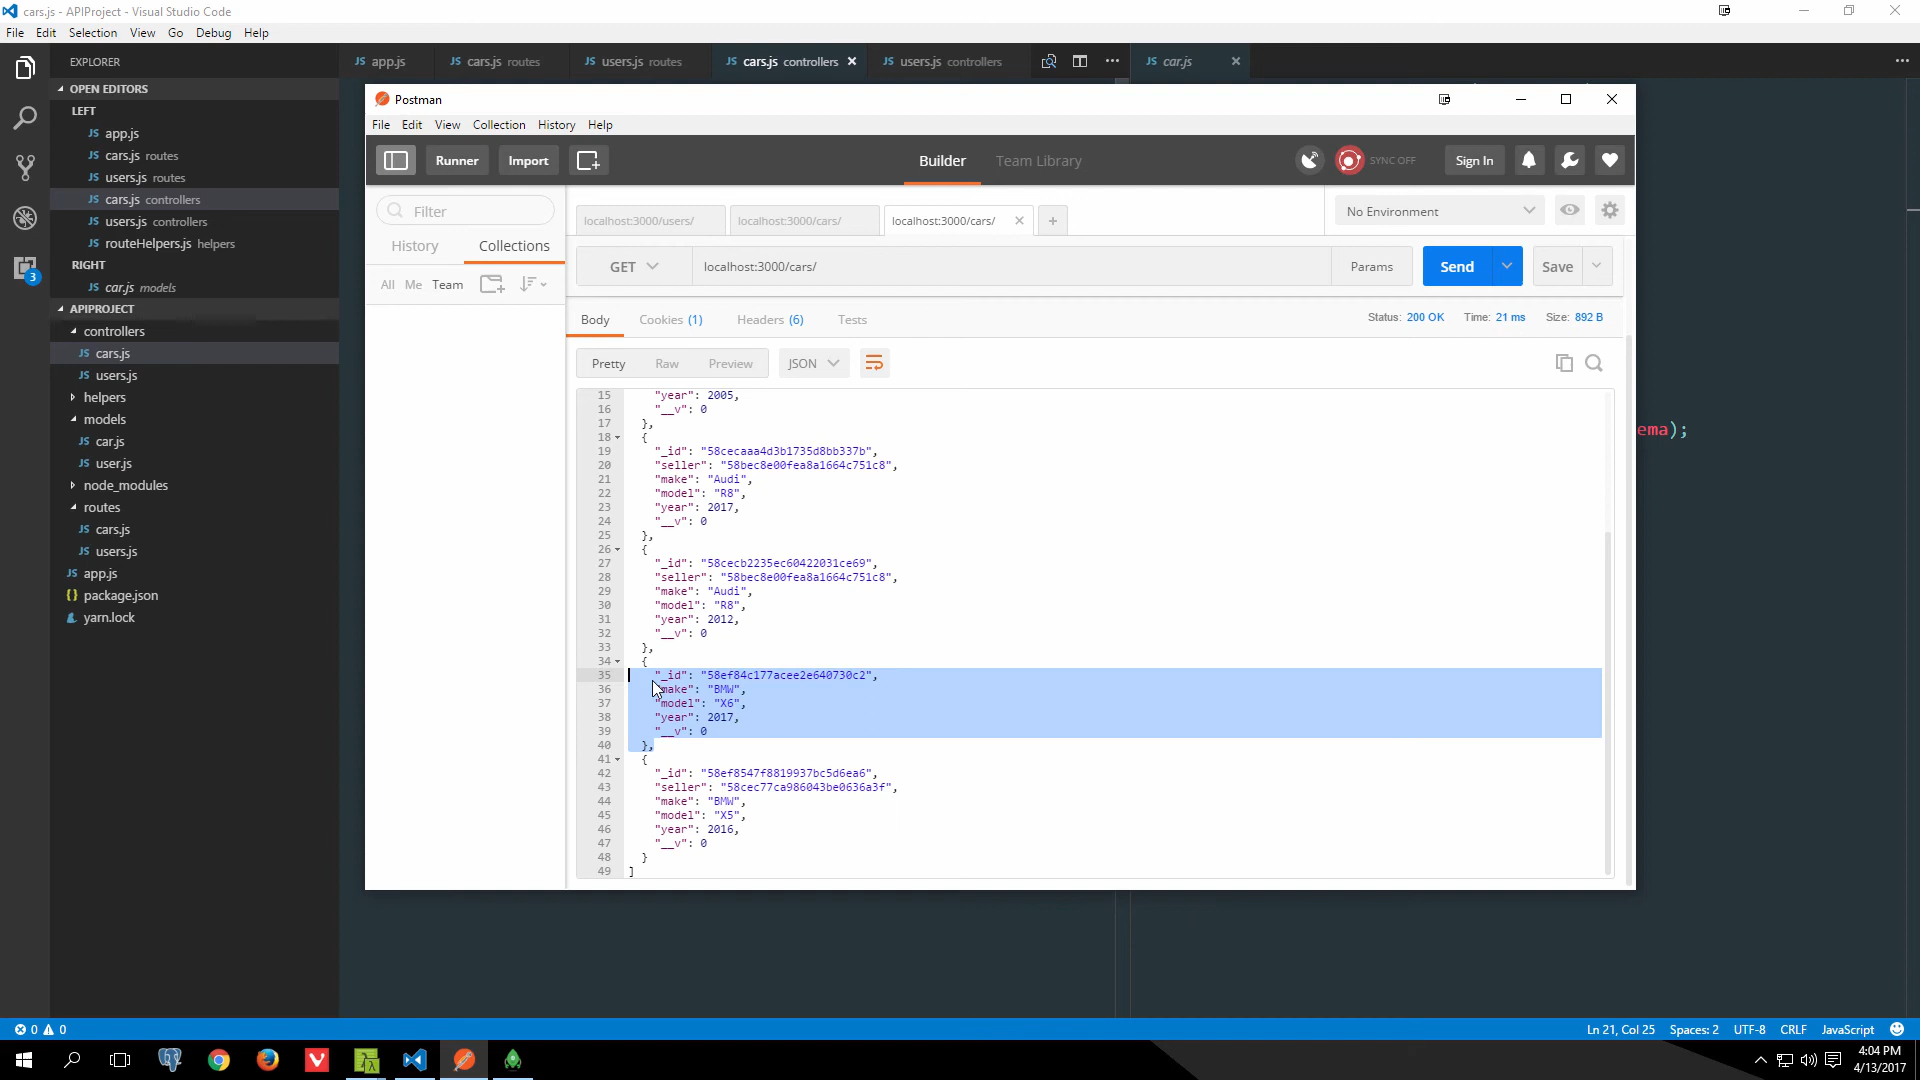 cars.js - APIProject - Visual Studio Code
File Edit Selection View Go Debug Help
EXPLORER
OPEN EDITORS
LEFT
JS app.js
JS cars.js routes
JS users.js routes
JS cars.js controllers
JS users.js controllers
JS routeHelpers.js helpers
RIGHT
JS car.js models
APIPROJECT
controllers
JS cars.js
JS users.js
helpers
models
JS car.js
JS user.js
node_modules
routes
JS cars.js
JS users.js
JS app.js
{} package.json
yarn.lock
3
JS app.js JS cars.js routes JS users.js routes JS cars.js controllers JS users.js controllers JS car.js
Postman
File Edit View Collection History Help
Runner Import Builder Team Library SYNC OFF Sign In
Filter
History Collections
All Me Team
localhost:3000/users/ localhost:3000/cars/ localhost:3000/cars/ +
No Environment
GET localhost:3000/cars/ Params Send Save
Body Cookies (1) Headers (6) Tests Status: 200 OK Time: 21 ms Size: 892 B
Pretty Raw Preview JSON
15 "year": 2005,
16 "__v": 0
17 },
18 {
19 "_id": "58cecaaa4d3b1735d8bb337b",
20 "seller": "58bec8e00fea8a1664c751c8",
21 "make": "Audi",
22 "model": "R8",
23 "year": 2017,
24 "__v": 0
25 },
26 {
27 "_id": "58cecb2235ec60422031ce69",
28 "seller": "58bec8e00fea8a1664c751c8",
29 "make": "Audi",
30 "model": "R8",
31 "year": 2012,
32 "__v": 0
33 },
34 {
35 "_id": "58ef84c177acee2e640730c2",
36 "make": "BMW",
37 "model": "X6",
38 "year": 2017,
39 "__v": 0
40 },
41 {
42 "_id": "58ef8547f8819937bc5d6ea6",
43 "seller": "58cec77ca986043be0636a3f",
44 "make": "BMW",
45 "model": "X5",
46 "year": 2016,
47 "__v": 0
48 }
49 ]
ema);
0 0
Ln 21, Col 25 Spaces: 2 UTF-8 CRLF JavaScript
4:04 PM
4/13/2017